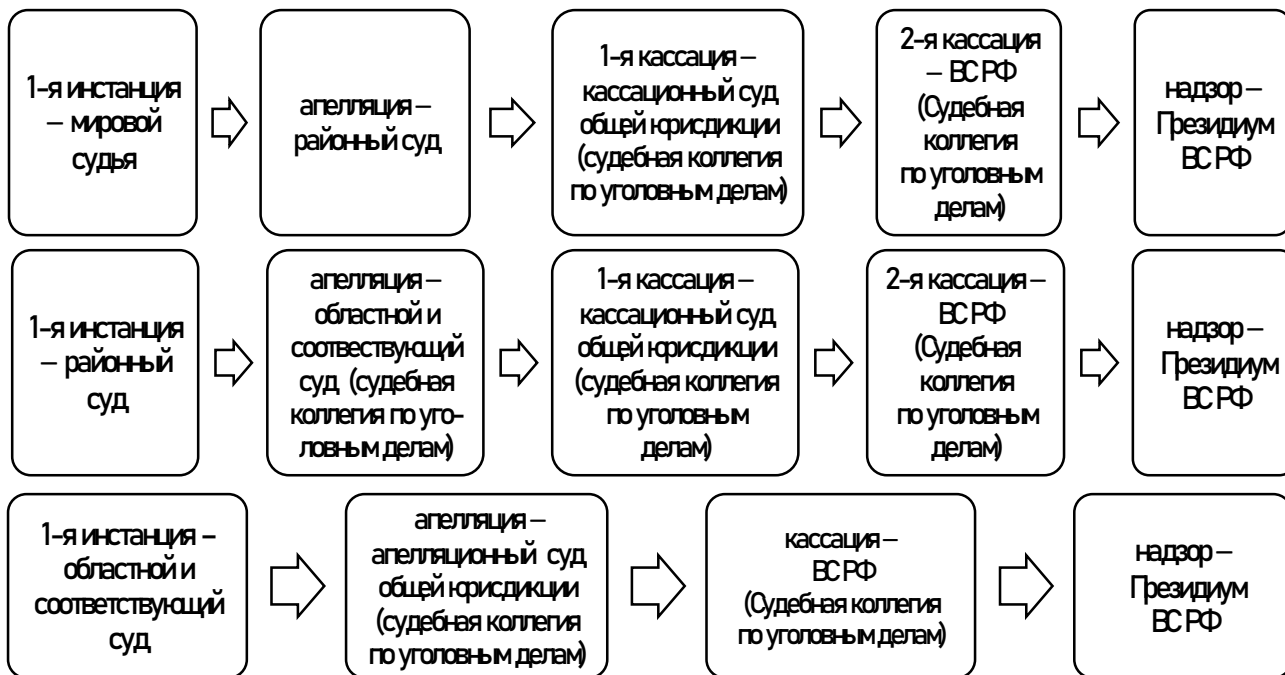 1-я инстанция
– мировой
судья
апелляция –
районный суд
1-я кассация –
кассационный суд
общей юрисдикции
(судебная коллегия
по уголовным делам)
2-я кассация
– ВС РФ
(Судебная
коллегия
по уголовным
делам)
надзор –
Президиум
ВС РФ
1-я инстанция
– районный
суд
апелляция –
областной и
соотвествующий
суд (судебная
коллегия по уго-
ловным делам)
1-я кассация –
кассационный суд
общей юрисдикции
(судебная коллегия
по уголовным
делам)
2-я кассация –
ВС РФ
(Судебная
коллегия
по уголовным
делам)
надзор –
Президиум
ВС РФ
1-я инстанция –
областной и
соответствующий
суд
апелляция –
апелляционный суд
общей юрисдикции
(судебная коллегия
по уголовным делам)
кассация –
ВС РФ
(Судебная коллегия
по уголовным делам)
надзор –
Президиум
ВС РФ